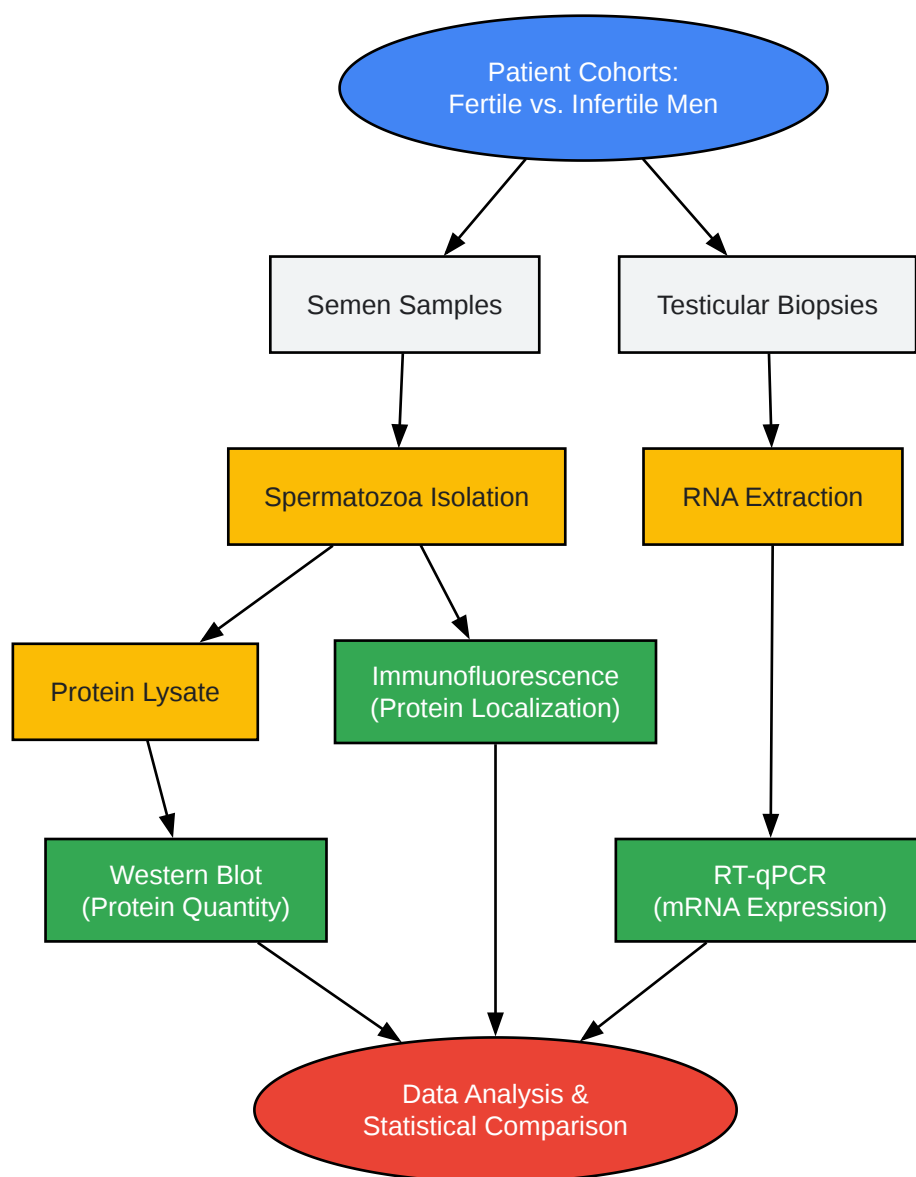 Patient Cohorts:
Fertile vs. Infertile Men
Semen Samples
Testicular Biopsies
Spermatozoa Isolation
RNA Extraction
Protein Lysate
Immunofluorescence
(Protein Localization)
Western Blot
(Protein Quantity)
RT-qPCR
(mRNA Expression)
Data Analysis &
Statistical Comparison